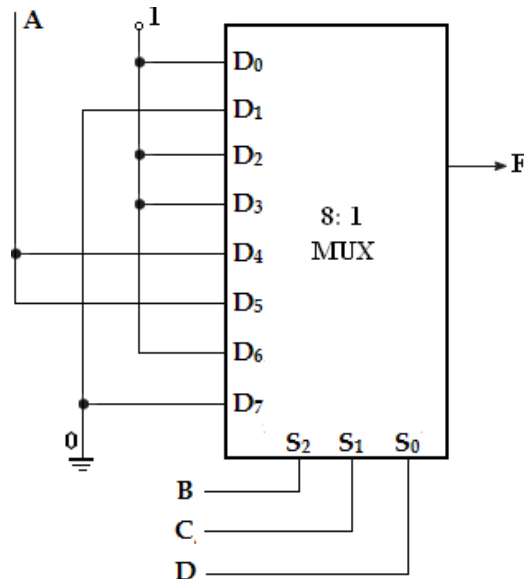 A
1
D₀
D₁
D₂
D₃
D₄
D₅
D₆
D₇
8: 1
MUX
F
0
S₂ S₁ S₀
B
C
D